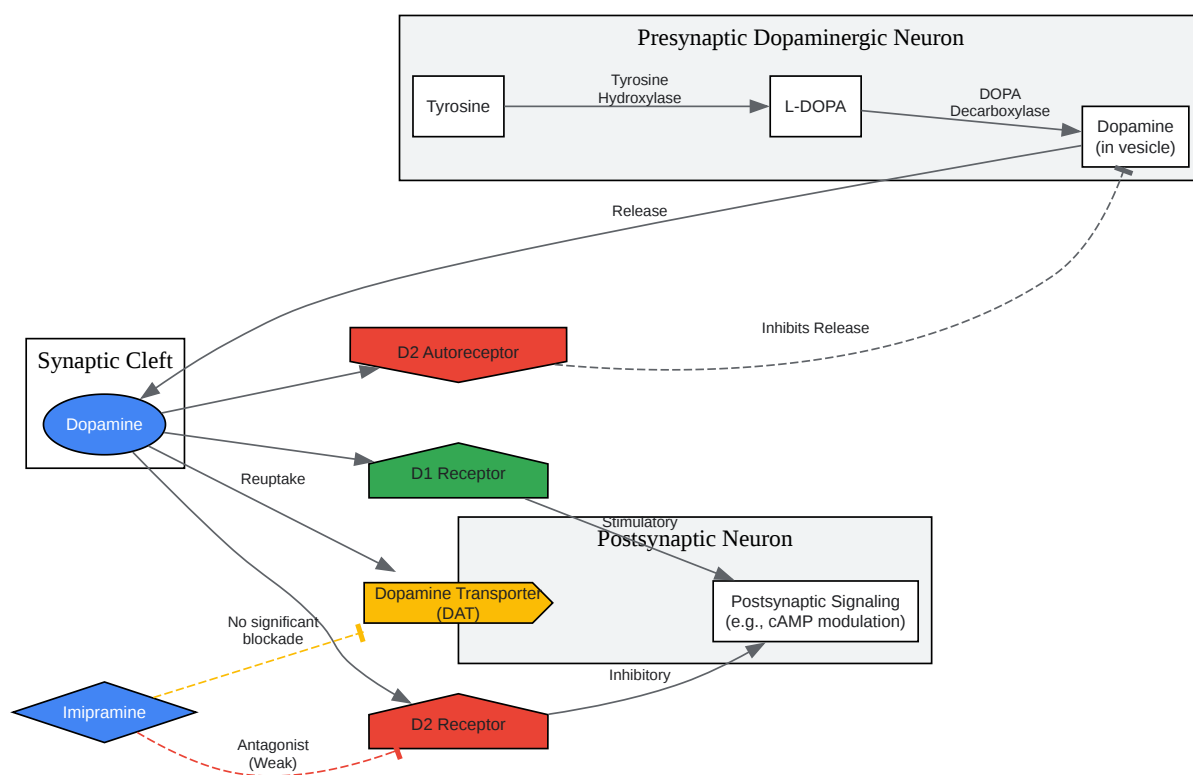 Presynaptic Dopaminergic Neuron
Tyrosine
Tyrosine
Hydroxylase
L-DOPA
DOPA
Decarboxylase
Dopamine
(in vesicle)
Release
Inhibits Release
Synaptic Cleft
Dopamine
D2 Autoreceptor
D1 Receptor
Reuptake
Stimulatory
Postsynaptic Neuron
Dopamine Transporter
(DAT)
Postsynaptic Signaling
(e.g., cAMP modulation)
No significant
blockade
Inhibitory
Imipramine
D2 Receptor
Antagonist
(Weak)